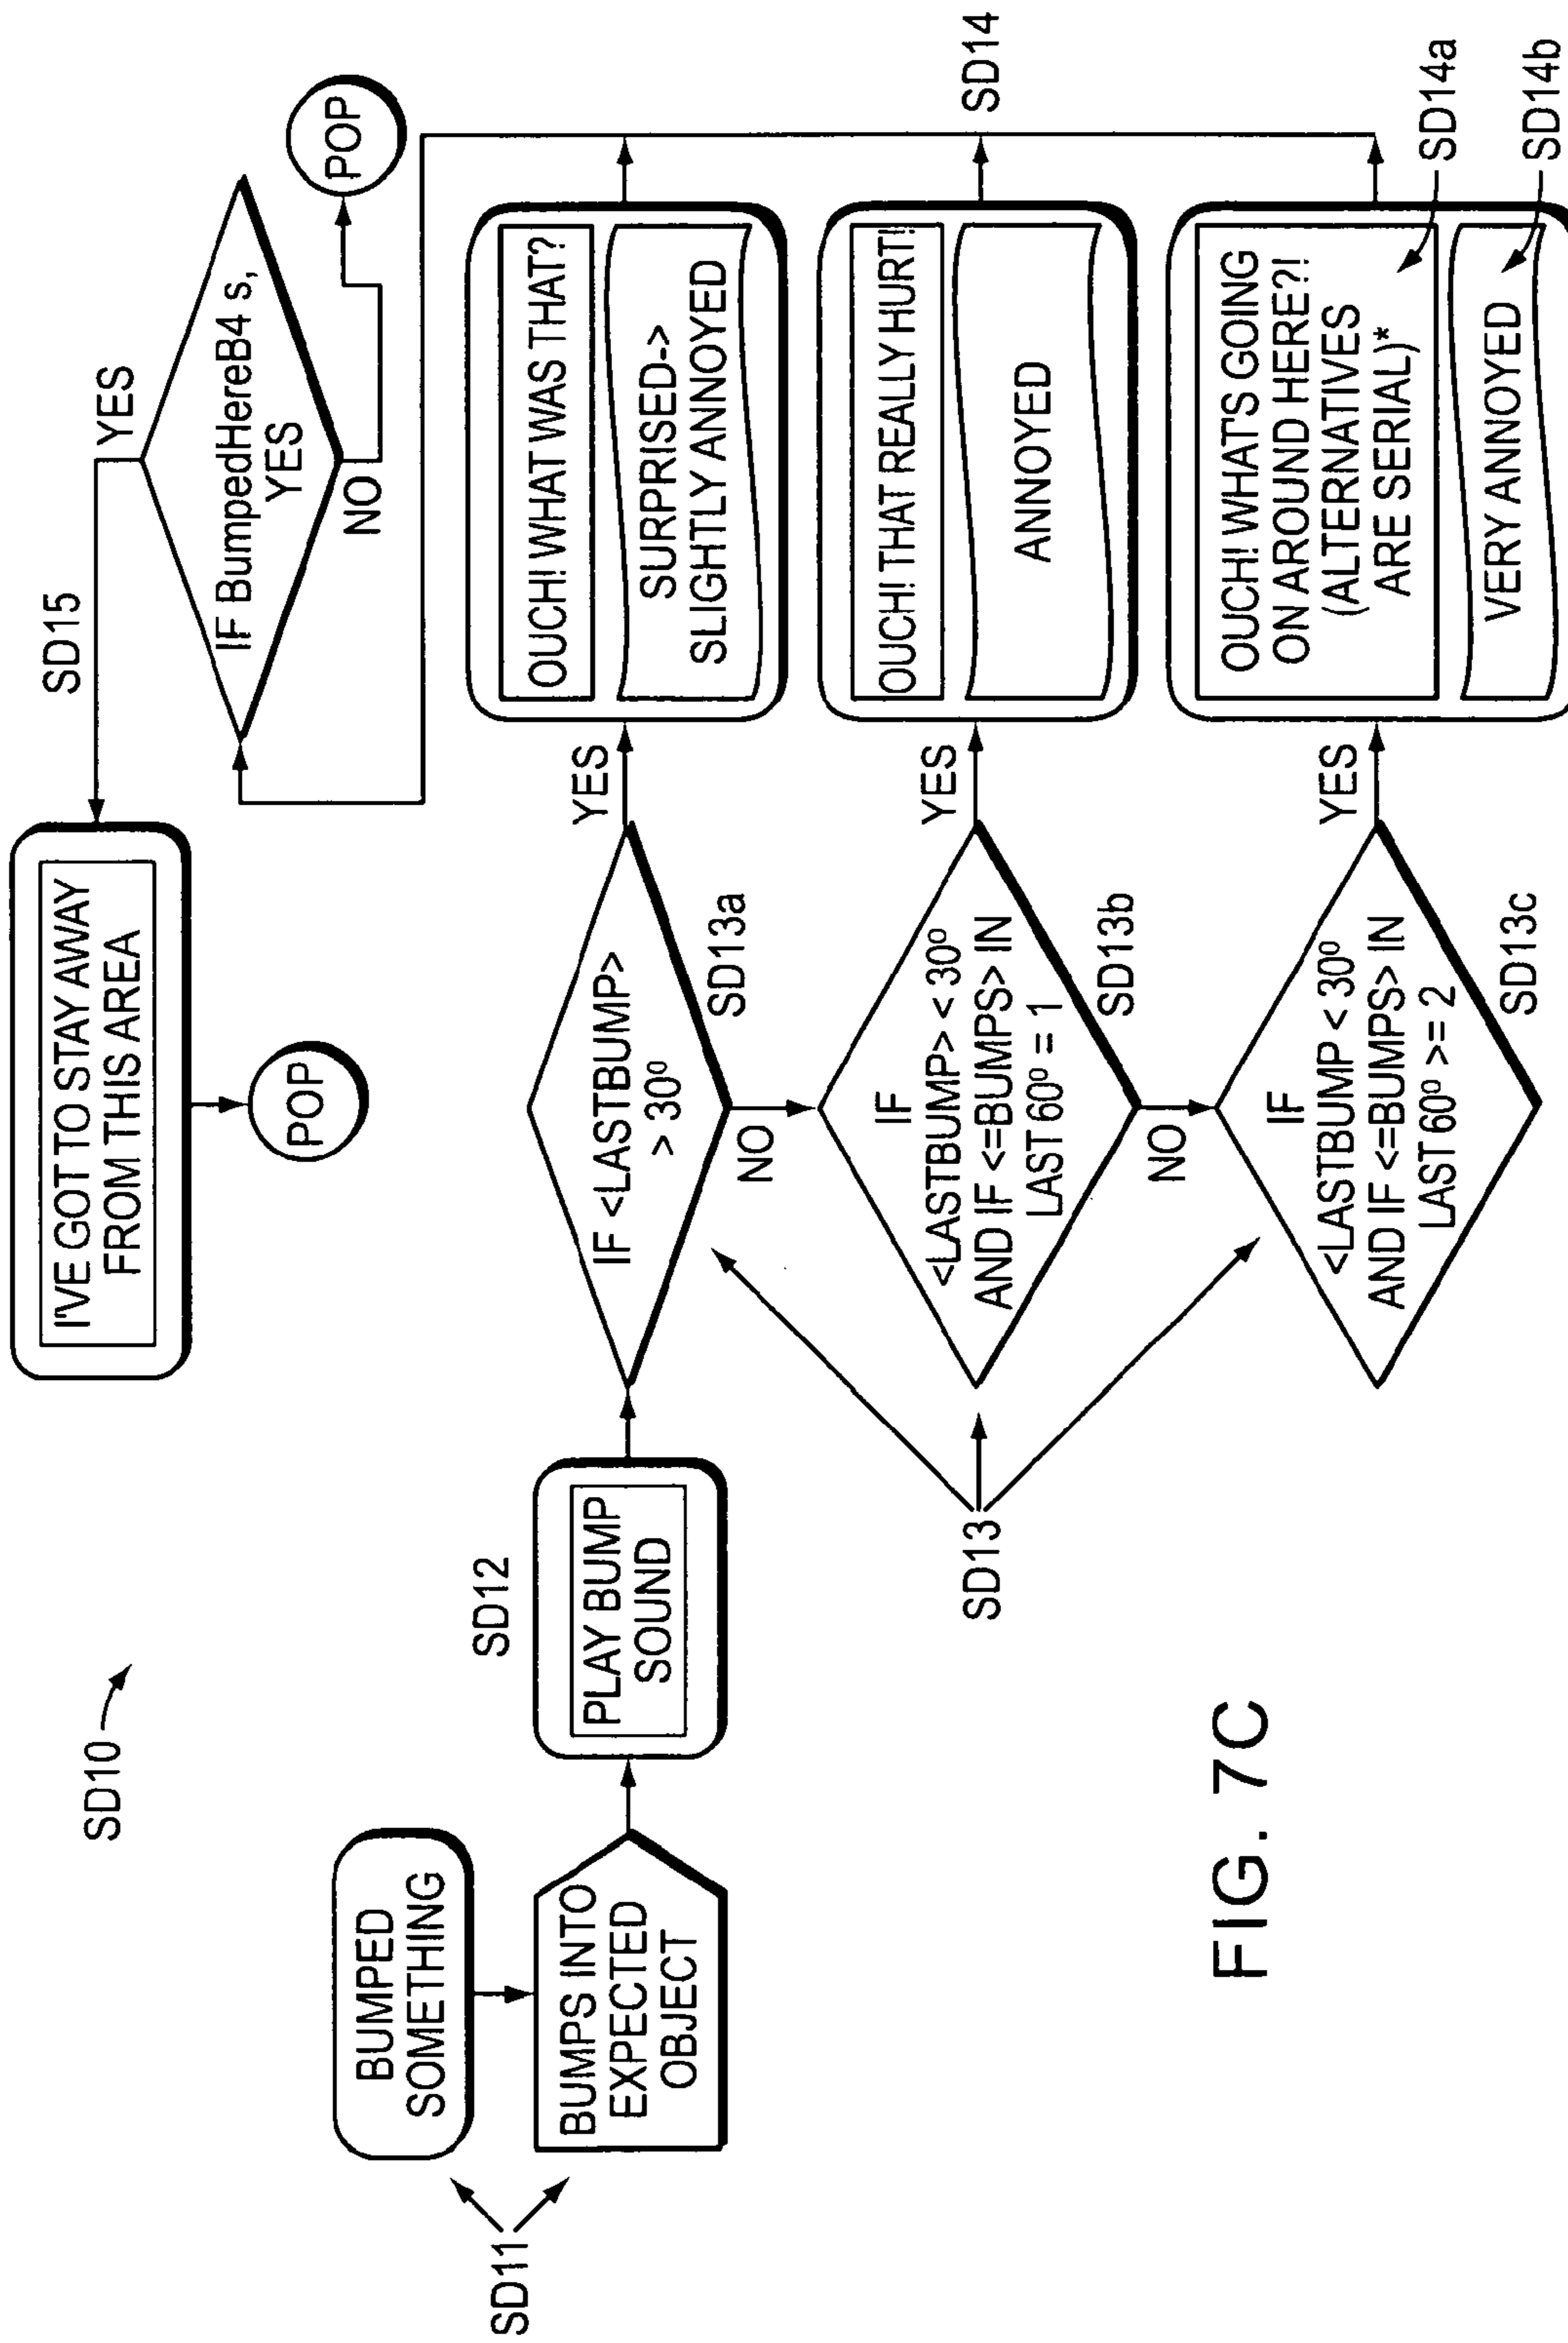 SD10
I'VE GOT TO STAY AWAY
FROM THIS AREA
POP
SD15
YES
IF BumpedHereB4 s,
YES
NO
POP
SD11
BUMPED
SOMETHING
BUMPS INTO
EXPECTED
OBJECT
SD12
PLAY BUMP
SOUND
IF <LASTBUMP>
> 30º
SD13a
YES
NO
OUCH! WHAT WAS THAT?
SURPRISED->
SLIGHTLY ANNOYED
SD13
IF
<LASTBUMP> < 30º
AND IF <=BUMPS> IN
LAST 60º = 1
SD13b
YES
NO
OUCH! THAT REALLY HURT!
ANNOYED
SD14
IF
<LASTBUMP < 30º
AND IF <=BUMPS> IN
LAST 60º >= 2
SD13c
YES
OUCH! WHAT'S GOING
ON AROUND HERE?!
(ALTERNATIVES
ARE SERIAL)*
SD14a
VERY ANNOYED
SD14b
FIG. 7C